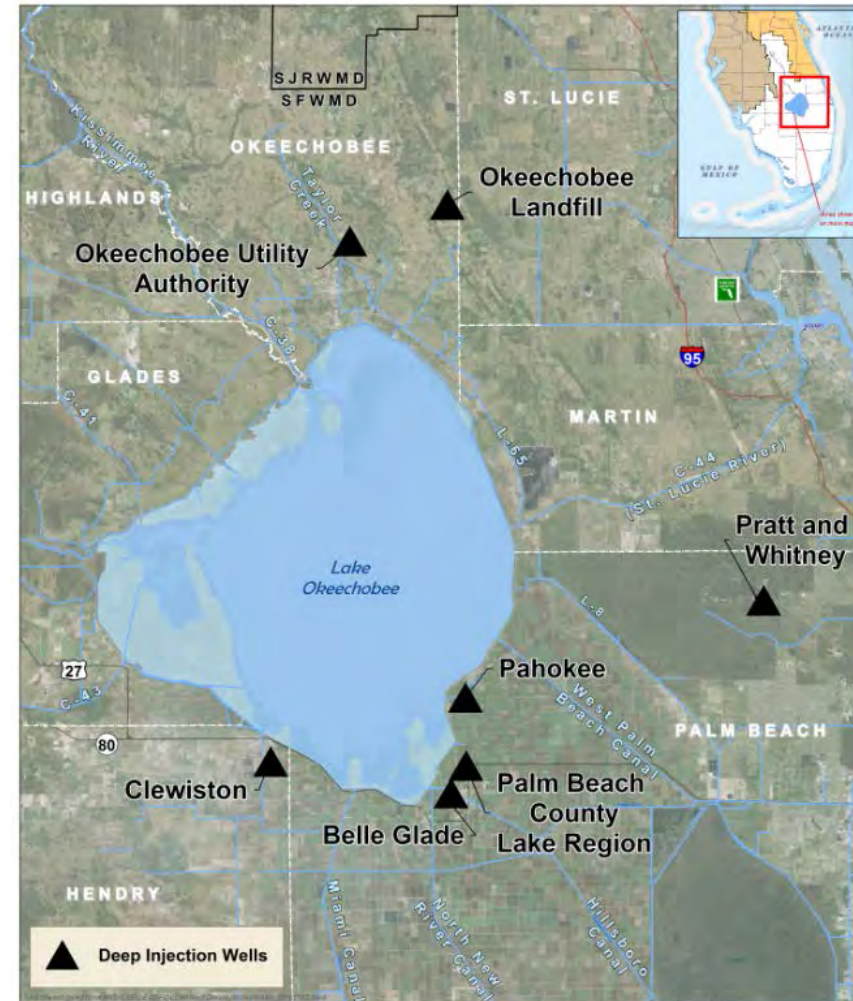 SJRWMD
SFWMD
ST. LUCIE
ATLANTIC
OCEAN
GULF OF
MEXICO
Kissimmee
River
OKEECHOBEE
Taylor
Creek
HIGHLANDS
Okeechobee
Landfill
Okeechobee Utility
Authority
C-38
GLADES
C-41
95
MARTIN
L-65
C-44
(St. Lucie River)
Pratt and
Whitney
Lake
Okeechobee
L-8
27
C-43
Pahokee
West Palm
Beach Canal
PALM BEACH
80
Clewiston
Palm Beach
County
Lake Region
Belle Glade
HENDRY
Miami Canal
North New
River Canal
Hillsboro
Canal
Deep Injection Wells